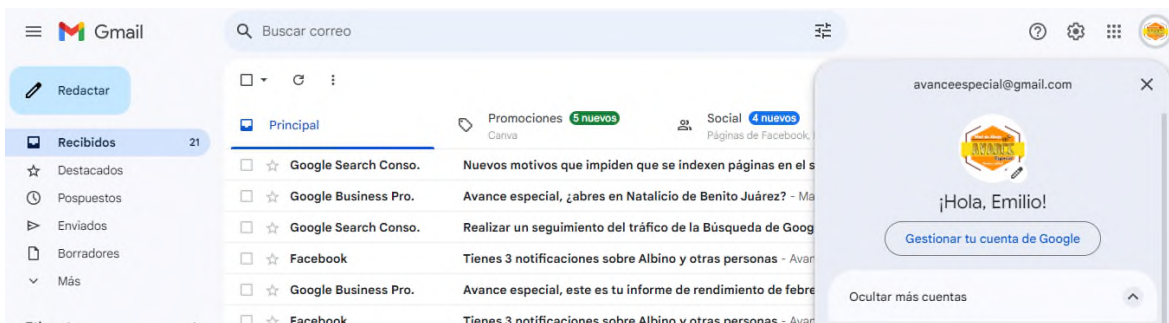 Gmail
Buscar correo
Redactar
Recibidos 21
Destacados
Pospuestos
Enviados
Borradores
Más
Principal
Promociones 5 nuevos
Canva
Social 4 nuevos
Páginas de Facebook,
Google Search Conso. Nuevos motivos que impiden que se indexen páginas en el s
Google Business Pro. Avance especial, ¿abres en Natalicio de Benito Juárez? - Ma
Google Search Conso. Realizar un seguimiento del tráfico de la Búsqueda de Goog
Facebook Tienes 3 notificaciones sobre Albino y otras personas - Avan
Google Business Pro. Avance especial, este es tu informe de rendimiento de febre
Facebook Tienes 3 notificaciones sobre Albino y otras personas - Avan
avanceespecial@gmail.com
AVANCE
¡Hola, Emilio!
Gestionar tu cuenta de Google
Ocultar más cuentas